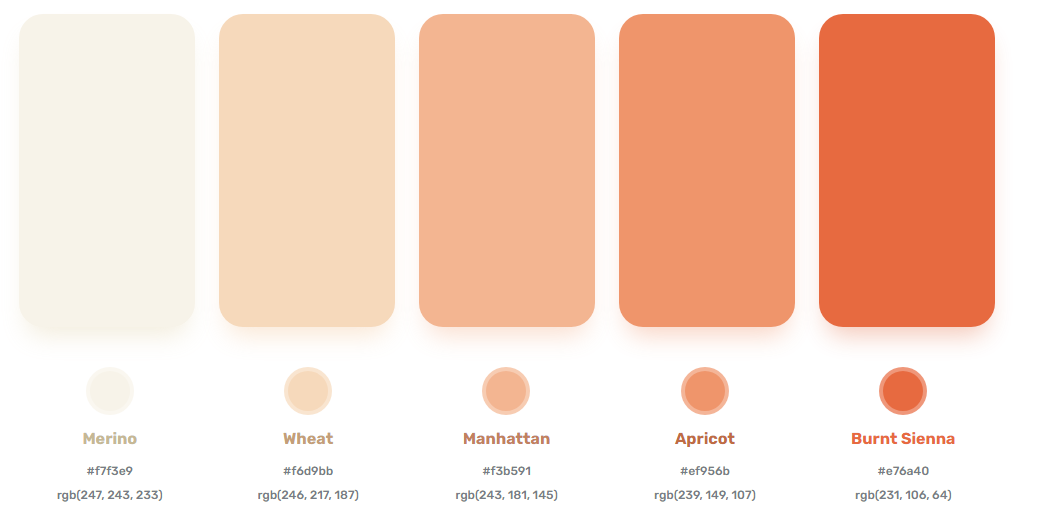 Merino
#f7f3e9
rgb(247, 243, 233)
Wheat
#f6d9bb
rgb(246, 217, 187)
Manhattan
#f3b591
rgb(243, 181, 145)
Apricot
#ef956b
rgb(239, 149, 107)
Burnt Sienna
#e76a40
rgb(231, 106, 64)